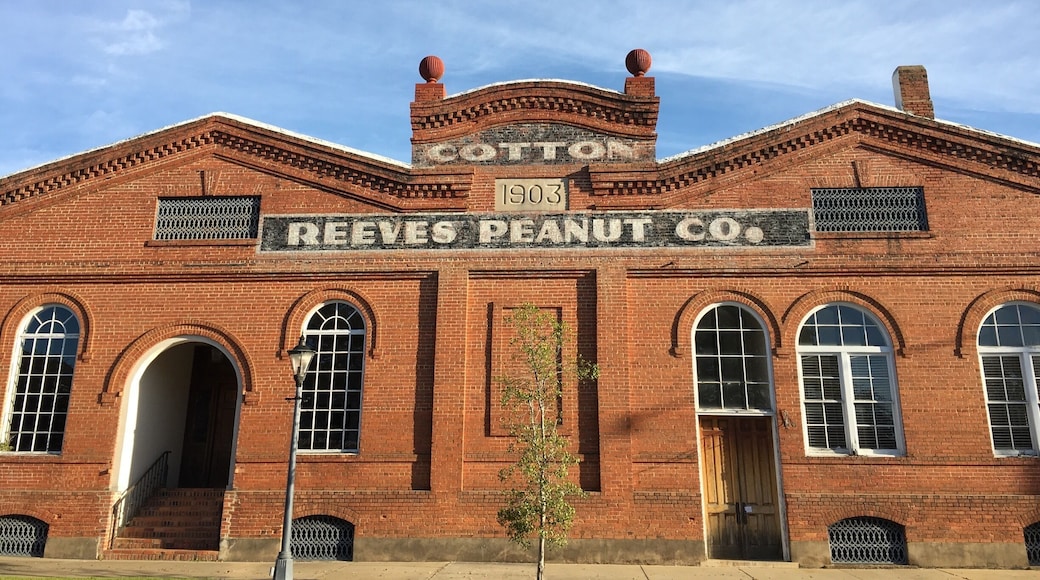 COTTON
1903
REEVES PEANUT CO.